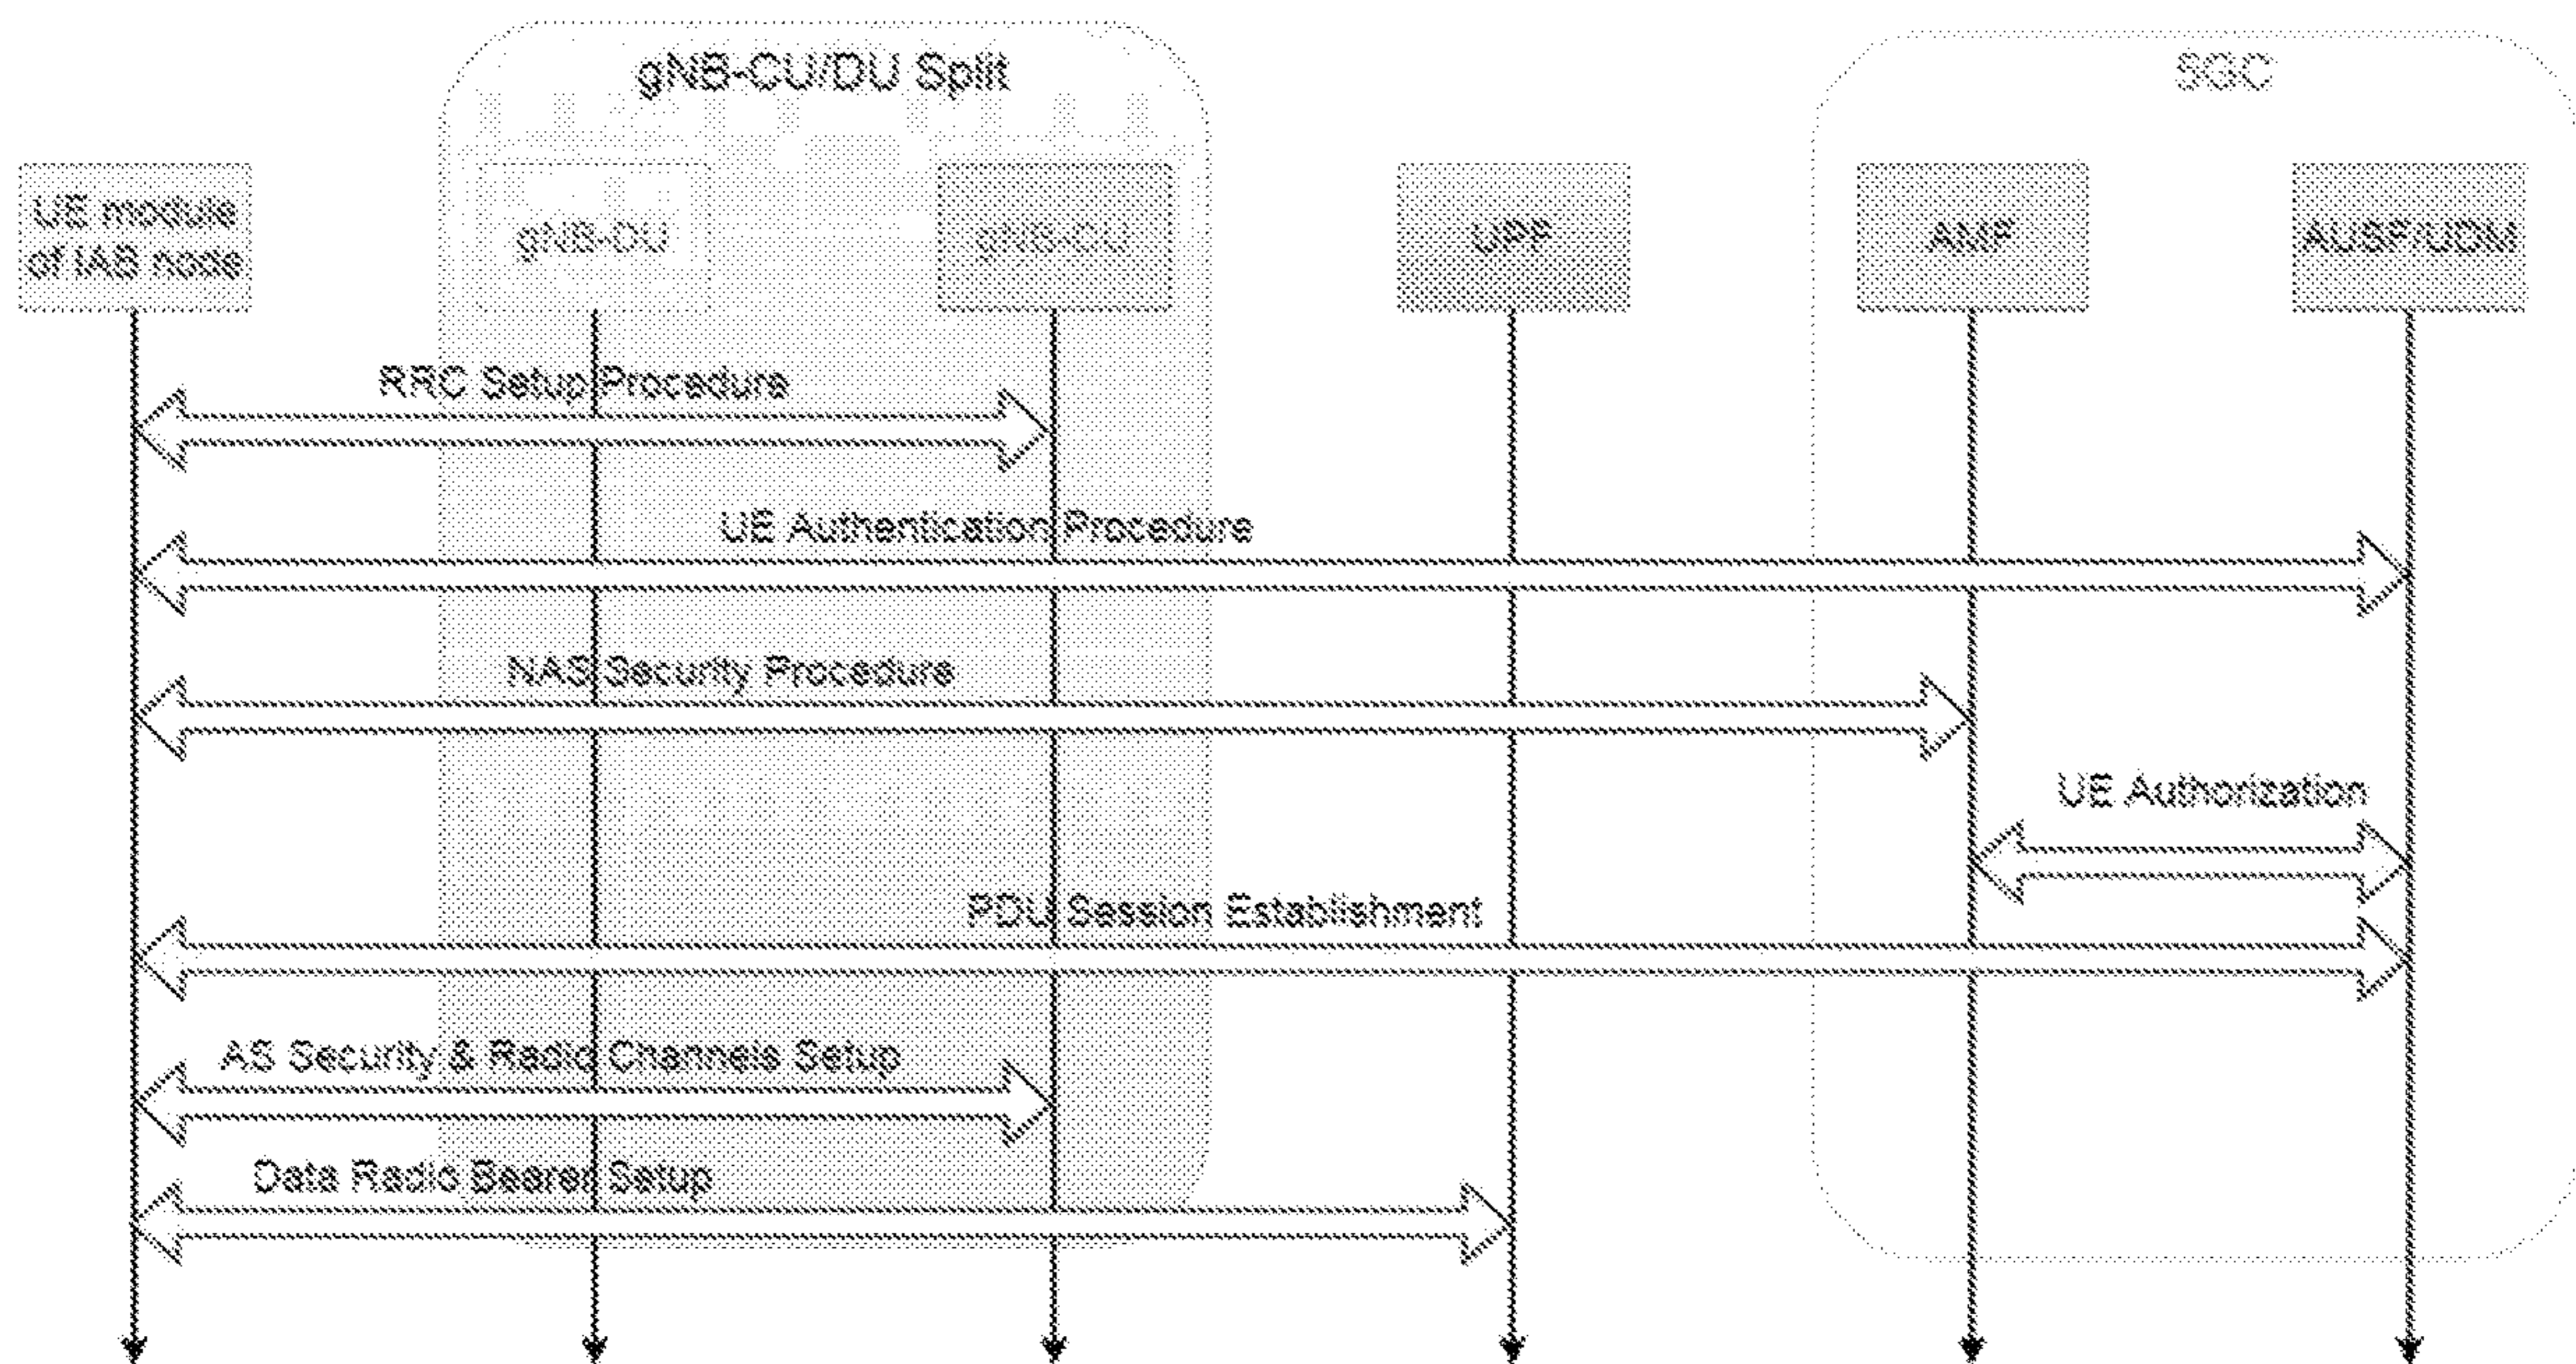 gNB-CU/DU Split
5GC
UE module
of IAB node
gNB-DU
gNB-CU
UPF
AMF
AUSF/UDM
RRC Setup Procedure
UE Authentication Procedure
NAS Security Procedure
UE Authorization
PDU Session Establishment
AS Security & Radio Channels Setup
Data Radio Bearer Setup